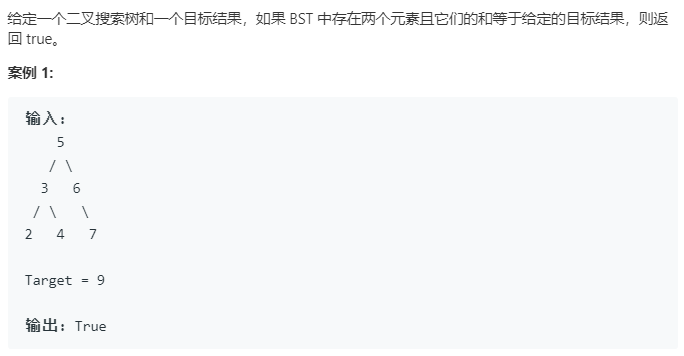 给定一个二叉搜索树和一个目标结果，如果 BST 中存在两个元素且它们的和等于给定的目标结果，则返
回 true。
案例 1:
输入:
    5
   / \
  3   6
 / \   \
2   4   7
Target = 9
输出: True